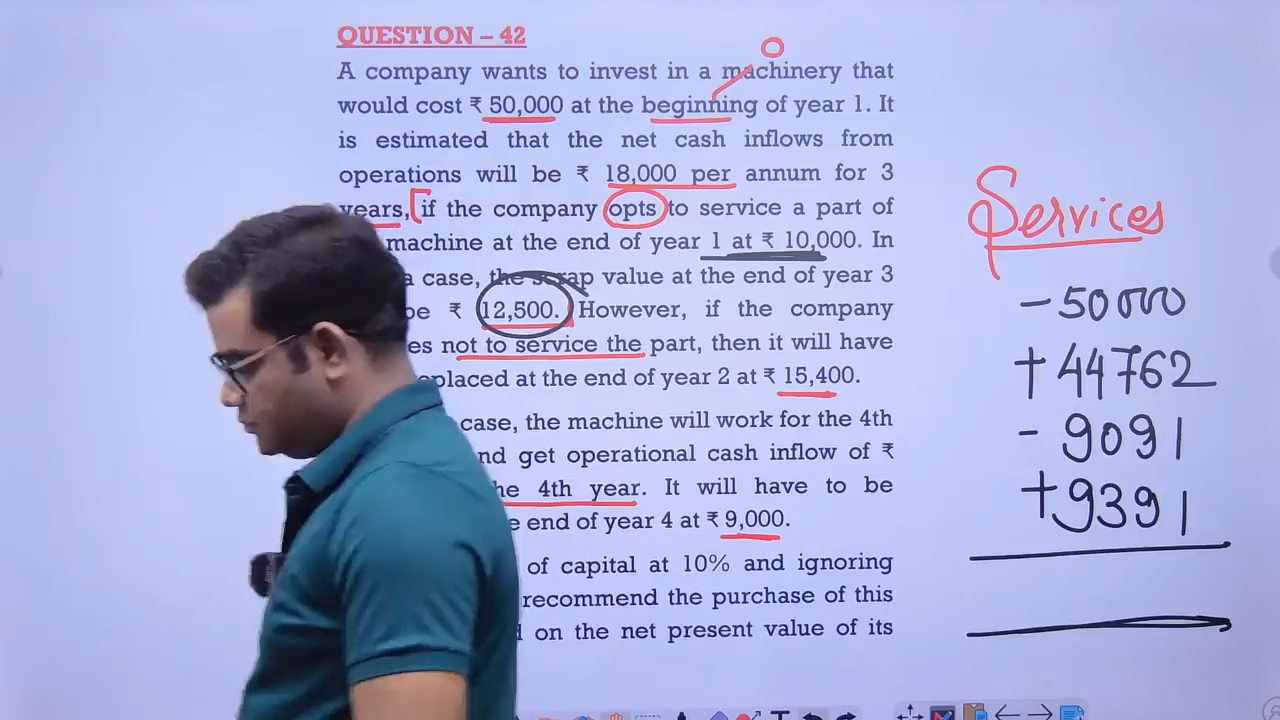 QUESTION – 42
A company wants to invest in a machinery that
would cost ₹ 50,000 at the beginning of year 1. It
is estimated that the net cash inflows from
operations will be ₹ 18,000 per annum for 3
years, if the company opts to service a part of
machine at the end of year 1 at ₹ 10,000. In
a case, the scrap value at the end of year 3
₹ 12,500. However, if the company
not to service the part, then it will have
at the end of year 2 at ₹ 15,400.
case, the machine will work for the 4th
get operational cash inflow of ₹
4th year. It will have to be
end of year 4 at ₹ 9,000.
of capital at 10% and ignoring
recommend the purchase of this
on the net present value of its
0
Services
-50000
+44762
-9091
+9391